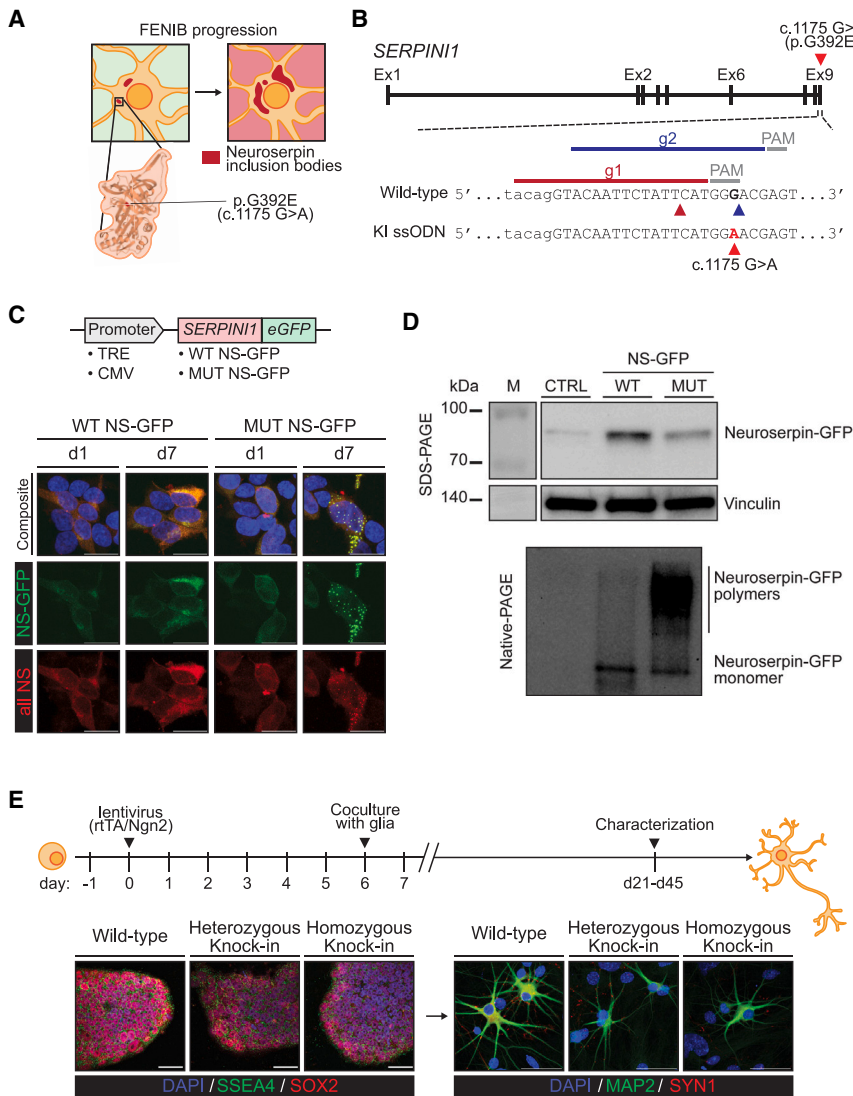 A
FENIB progression
Neuroserpin
inclusion bodies
p.G392E
(c.1175 G>A)
B
c.1175 G>
(p.G392E
SERPINI1
Ex1
Ex2
Ex6
Ex9
g2
PAM
g1
PAM
Wild-type 5′...tacagGTACAATTCTATTCATGGGACGAGT...3′
KI ssODN 5′...tacagGTACAATTCTATTCATGGAACGAGT...3′
c.1175 G>A
C
Promoter SERPINI1 eGFP
• TRE • WT NS-GFP
• CMV • MUT NS-GFP
WT NS-GFP MUT NS-GFP
d1 d7 d1 d7
Composite
NS-GFP
all NS
D
NS-GFP
kDa M CTRL WT MUT
100
70
140
SDS-PAGE
Neuroserpin-GFP
Vinculin
Native-PAGE
Neuroserpin-GFP
polymers
Neuroserpin-GFP
monomer
E
lentivirus
(rtTA/Ngn2)
Coculture
with glia
Characterization
day: -1 0 1 2 3 4 5 6 7 d21-d45
Wild-type Heterozygous Knock-in Homozygous Knock-in
Wild-type Heterozygous Knock-in Homozygous Knock-in
DAPI / SSEA4 / SOX2
DAPI / MAP2 / SYN1